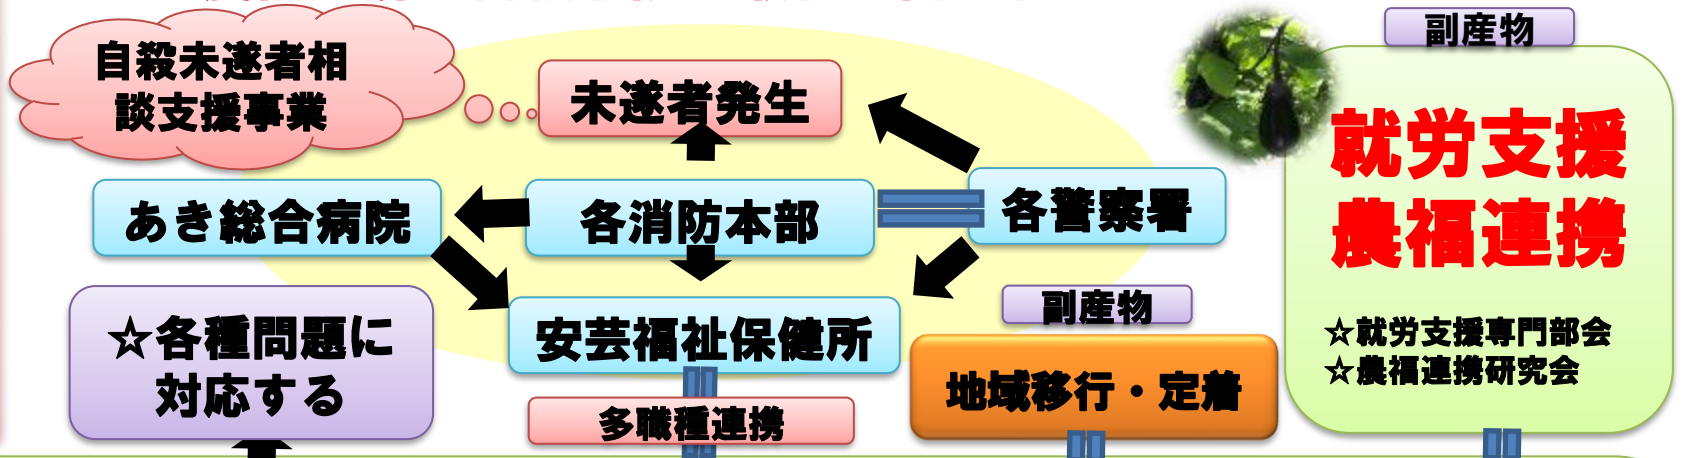 自殺未遂者相
談支援事業
未遂者発生
副産物
就労支援
農福連携
☆就労支援専門部会
☆農福連携研究会
あき総合病院
各消防本部
各警察署
☆各種問題に
対応する
安芸福祉保健所
副産物
地域移行・定着
多職種連携